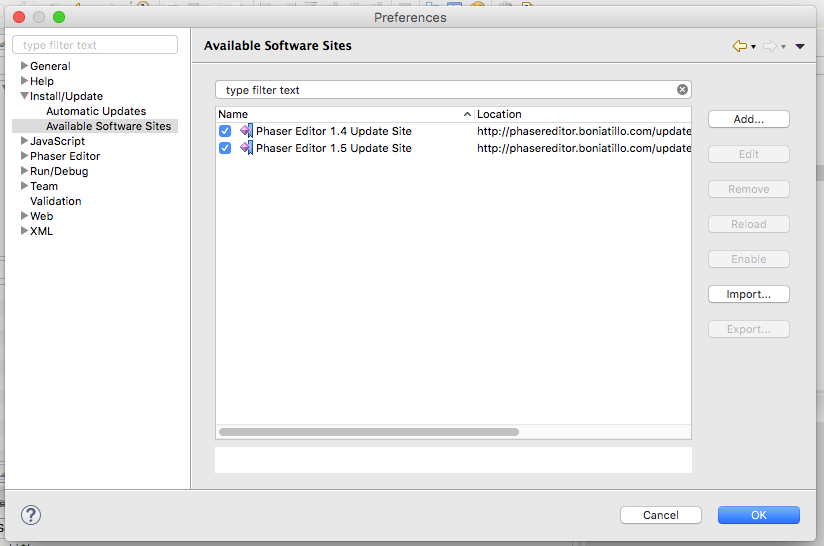 Preferences
type filter text
General
Help
Install/Update
Automatic Updates
Available Software Sites
JavaScript
Phaser Editor
Run/Debug
Team
Validation
Web
XML
Available Software Sites
type filter text
Name Location
Phaser Editor 1.4 Update Site http://phasereditor.boniatillo.com/update
Phaser Editor 1.5 Update Site http://phasereditor.boniatillo.com/update
Add...
Edit
Remove
Reload
Enable
Import...
Export...
?
Cancel
OK